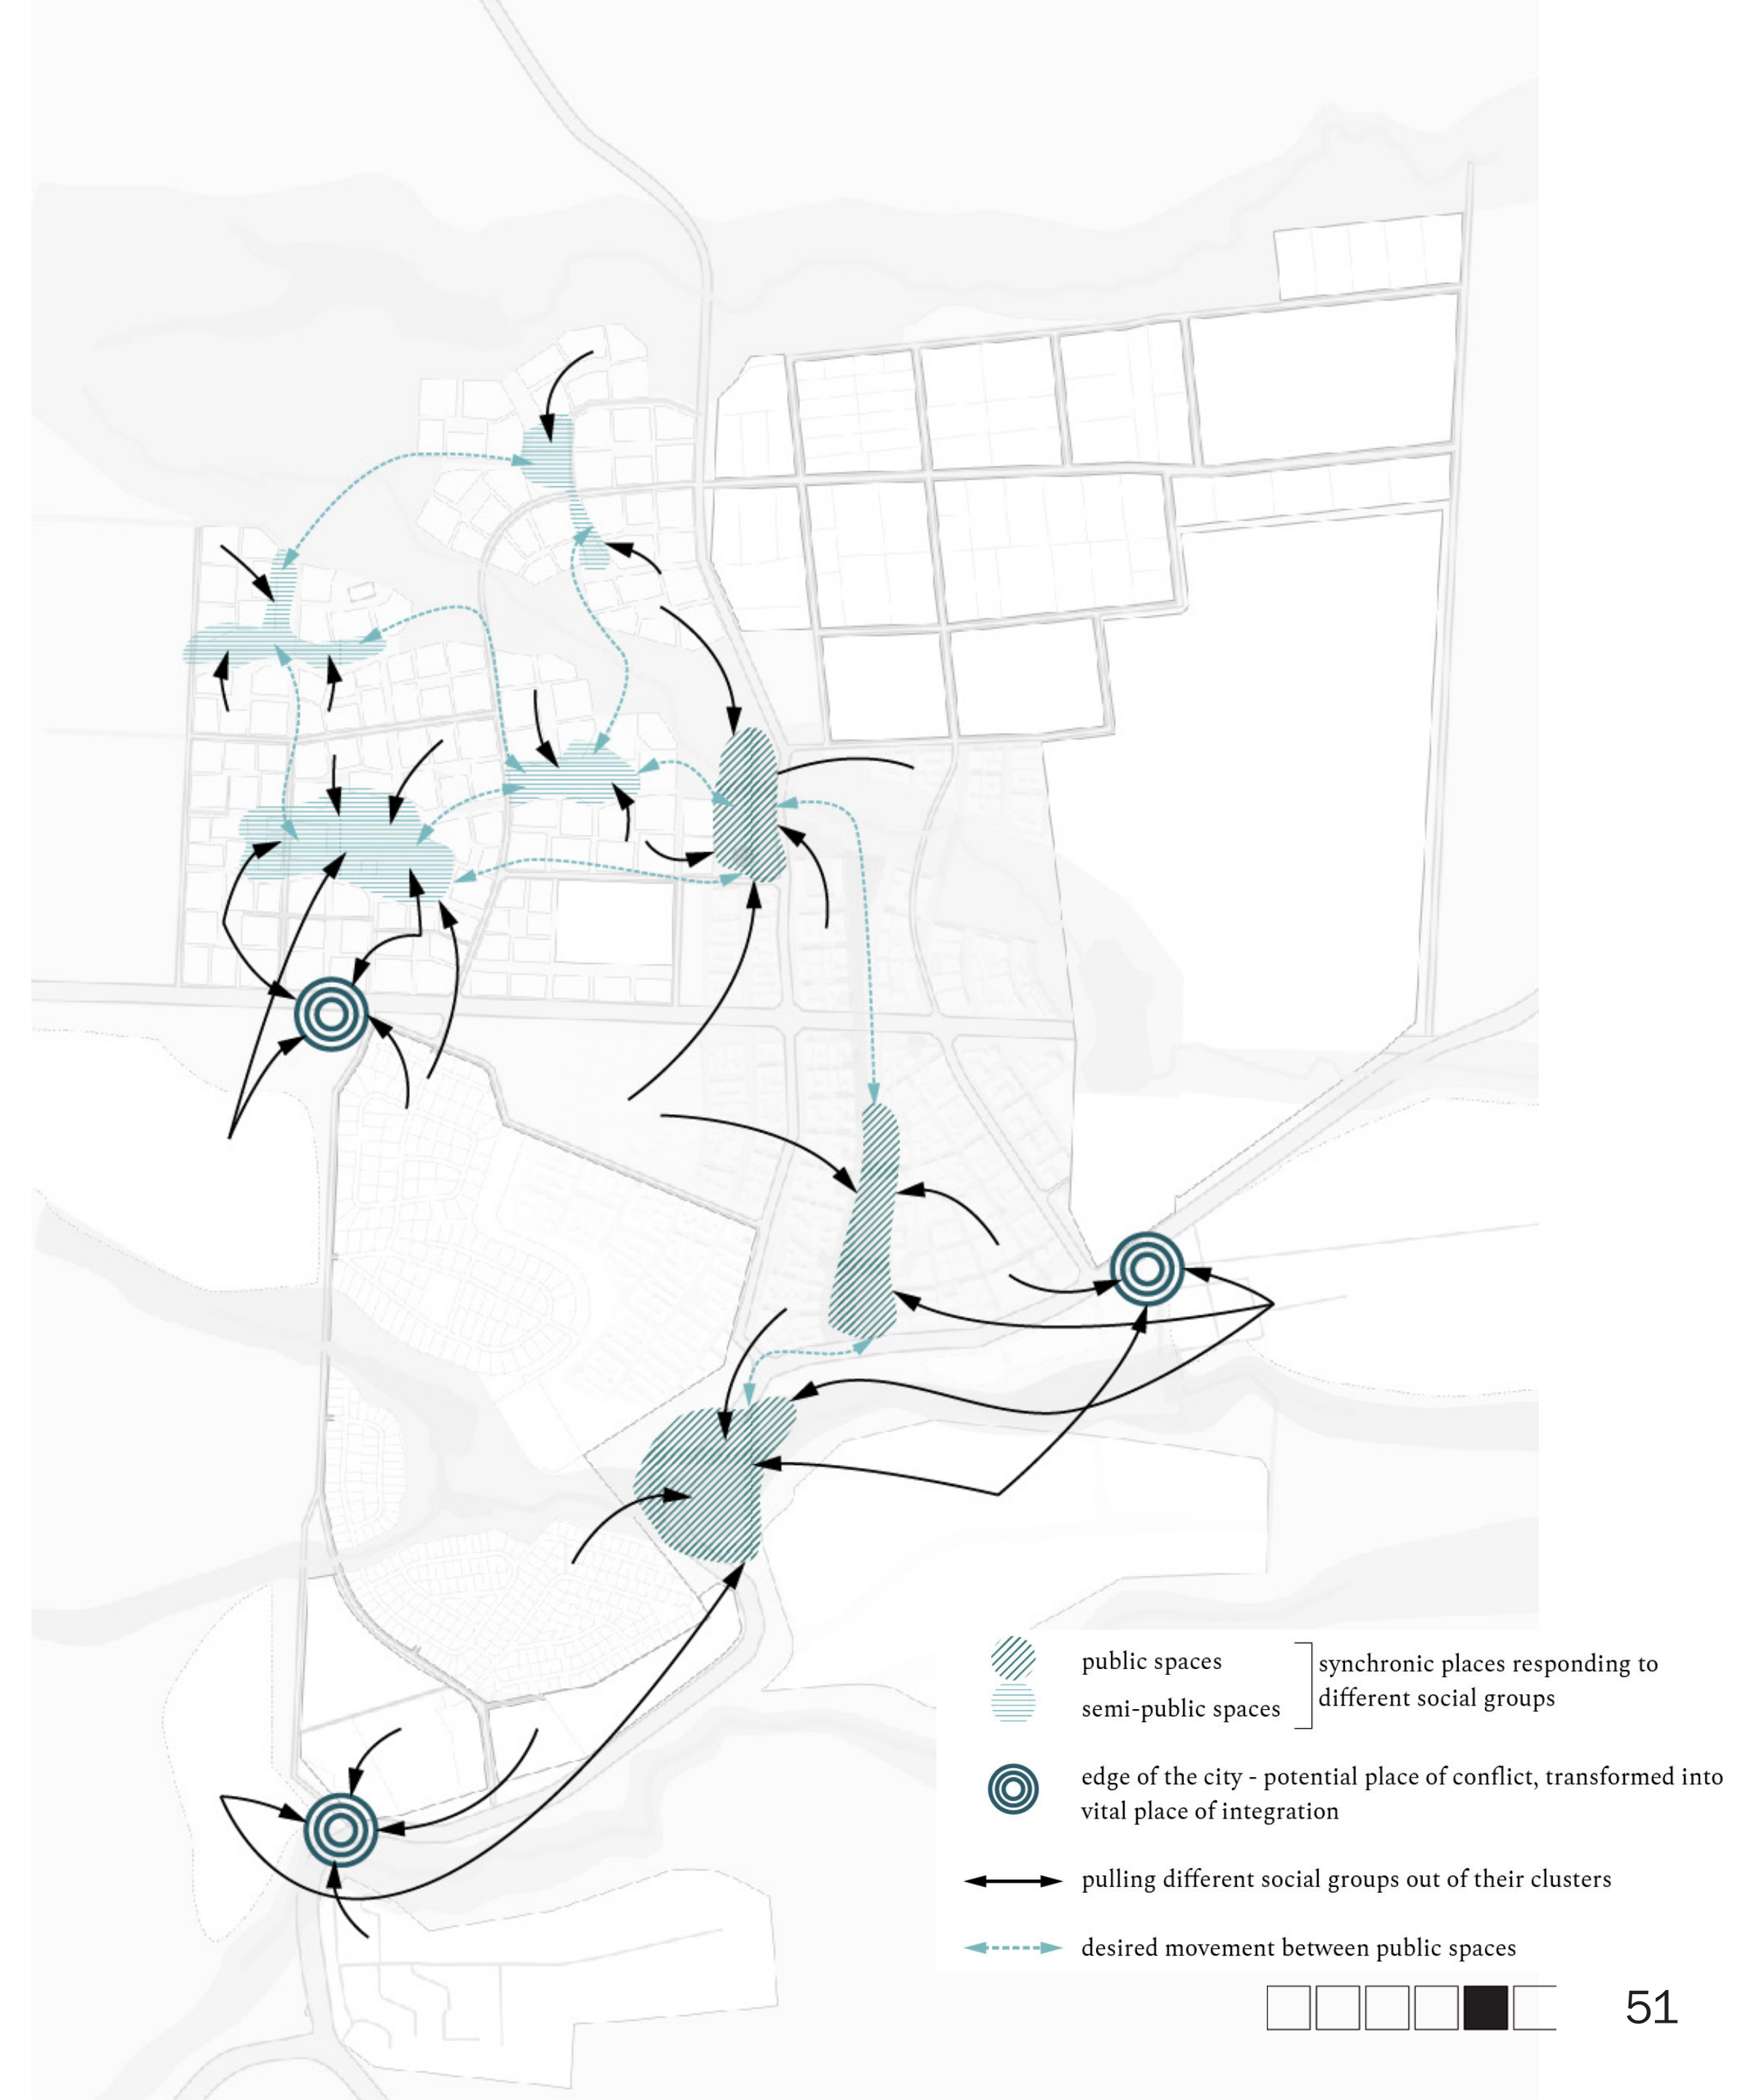 public spaces
semi-public spaces
synchronic places responding to
different social groups
edge of the city - potential place of conflict, transformed into
vital place of integration
pulling different social groups out of their clusters
desired movement between public spaces
51